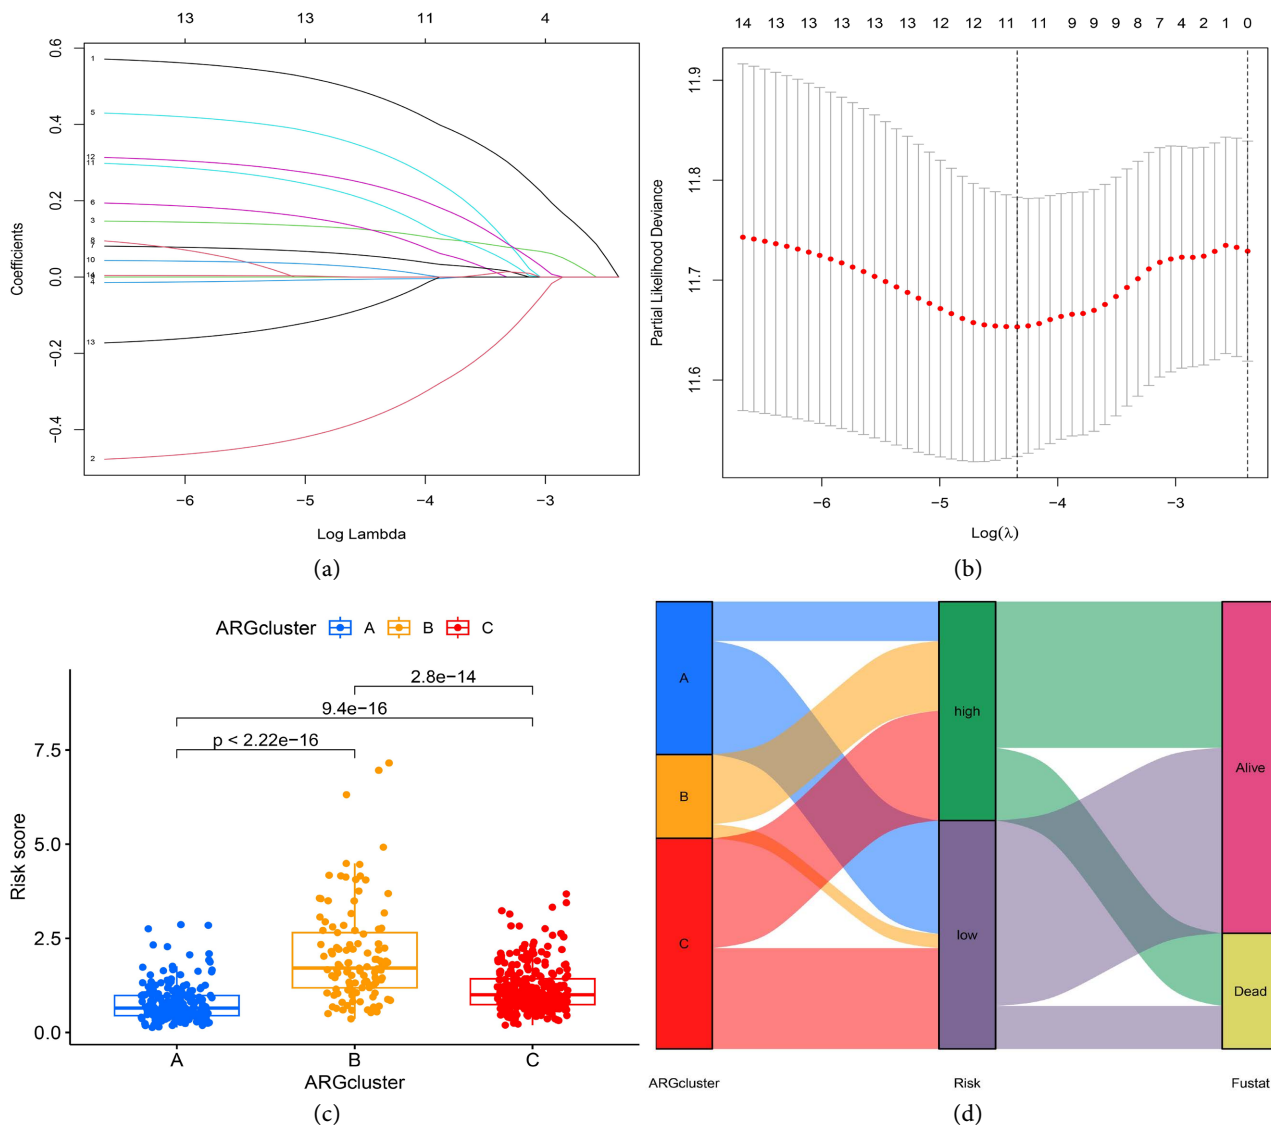 13 13 11 4
0.6
0.4
0.2
0.0
−0.2
−0.4
Coefficients
1
5
12
11
6
3
7
10
4
13
2
−6 −5 −4 −3
Log Lambda
(a)
14 13 13 13 13 13 12 12 11 11 9 9 9 8 7 4 2 1 0
11.9
11.8
11.7
11.6
Partial Likelihood Deviance
−6 −5 −4 −3
Log(λ)
(b)
ARGcluster A B C
2.8e−14
9.4e−16
p < 2.22e−16
7.5
5.0
2.5
0.0
Risk score
A B C
ARGcluster
(c)
A
B
C
high
low
Alive
Dead
ARGcluster Risk Fustat
(d)